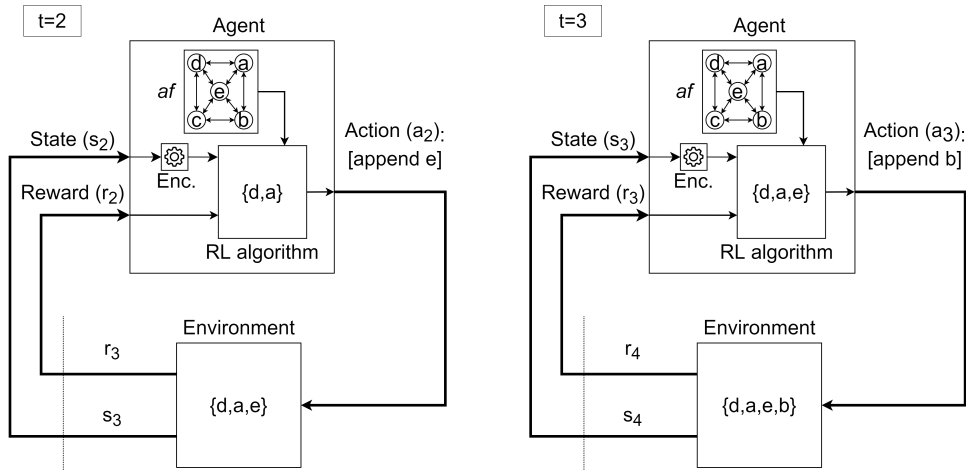 t=2
Agent
af
d
a
e
c
b
State (s2)
Enc.
Reward (r2)
{d,a}
RL algorithm
Action (a2):
[append e]
Environment
r3
s3
{d,a,e}
t=3
Agent
af
d
a
e
c
b
State (s3)
Enc.
Reward (r3)
{d,a,e}
RL algorithm
Action (a3):
[append b]
Environment
r4
s4
{d,a,e,b}